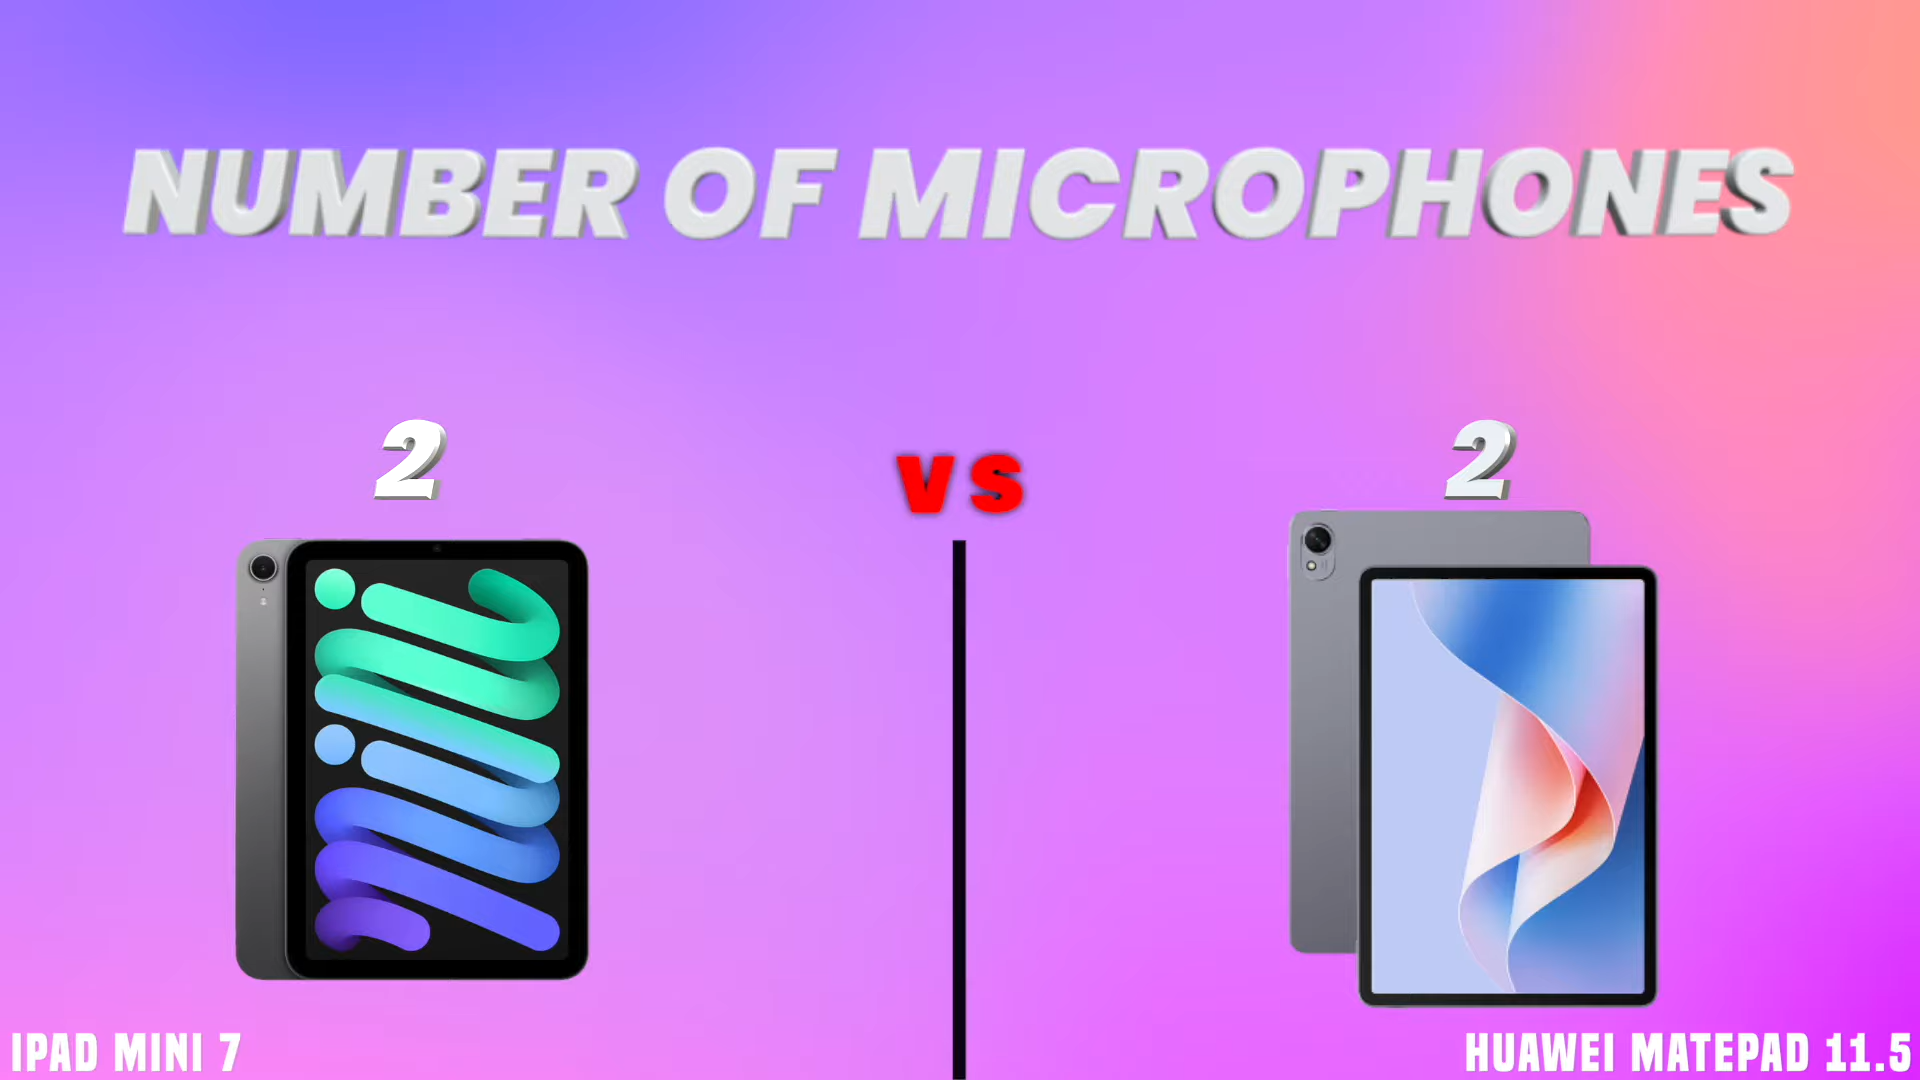 NUMBER OF MICROPHONES
2
VS
2
IPAD MINI 7
HUAWEI MATEPAD 11.5